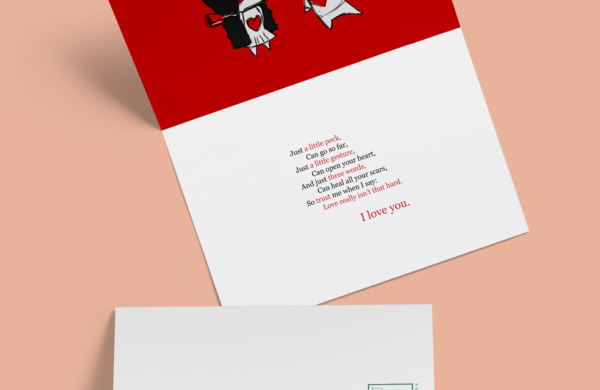 Just a little peck,
Can go so far,
Just a little gesture,
Can open your heart,
And just three words,
Can heal all your scars,
So trust me when I say:
Love really isn't that hard.
I love you.